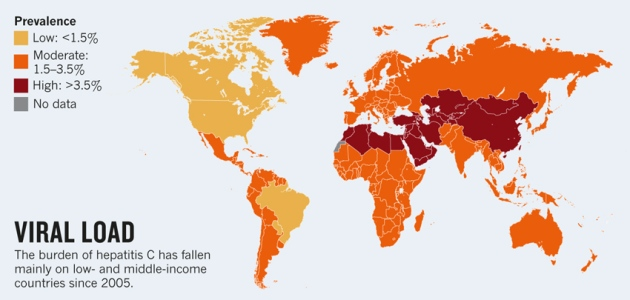 Prevalence
Low: <1.5%
Moderate:
1.5–3.5%
High: >3.5%
No data
VIRAL LOAD
The burden of hepatitis C has fallen
mainly on low- and middle-income
countries since 2005.